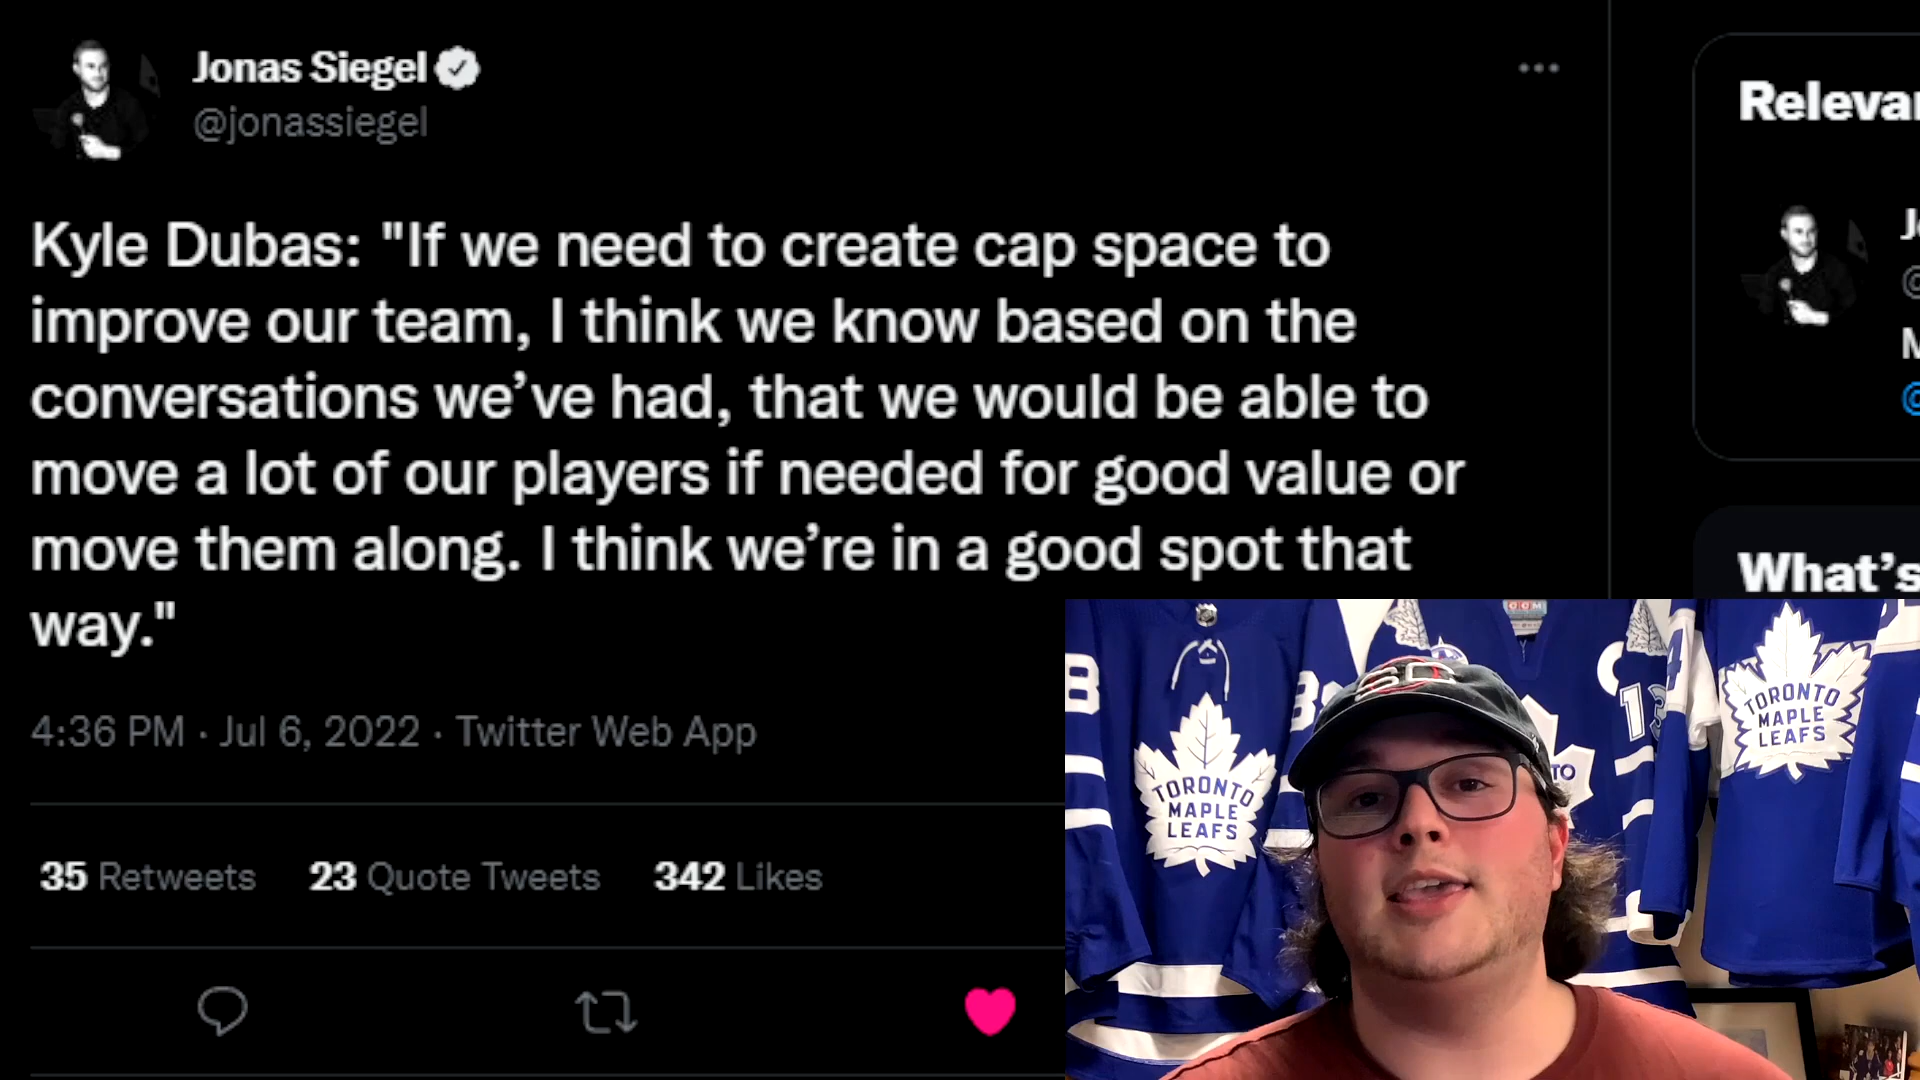 Jonas Siegel
@jonassiegel
Kyle Dubas: "If we need to create cap space to
improve our team, I think we know based on the
conversations we’ve had, that we would be able to
move a lot of our players if needed for good value or
move them along. I think we’re in a good spot that
way."
4:36 PM · Jul 6, 2022 · Twitter Web App
35 Retweets 23 Quote Tweets 342 Likes
What’s
TORONTO
MAPLE
LEAFS
CCM
13
TO
TORONTO
MAPLE
LEAFS